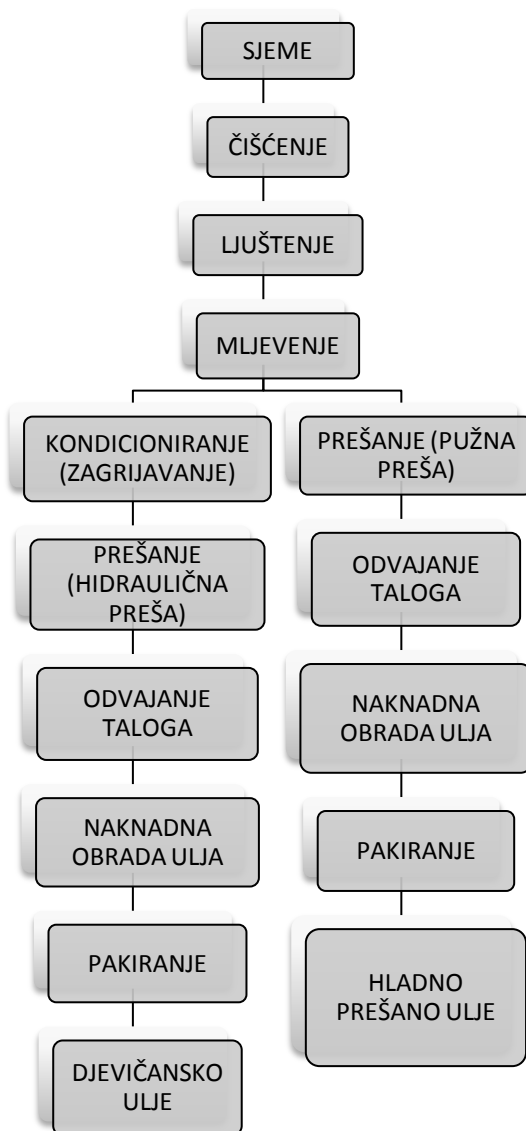 SJEME
ČIŠĆENJE
LJUŠTENJE
MLJEVENJE
KONDICIONIRANJE
(ZAGRIJAVANJE)
PREŠANJE
(HIDRAULIČNA
PREŠA)
ODVAJANJE
TALOGA
NAKNADNA
OBRADA ULJA
PAKIRANJE
DJEVIČANSKO
ULJE
PREŠANJE (PUŽNA
PREŠA)
ODVAJANJE
TALOGA
NAKNADNA
OBRADA ULJA
PAKIRANJE
HLADNO
PREŠANO ULJE